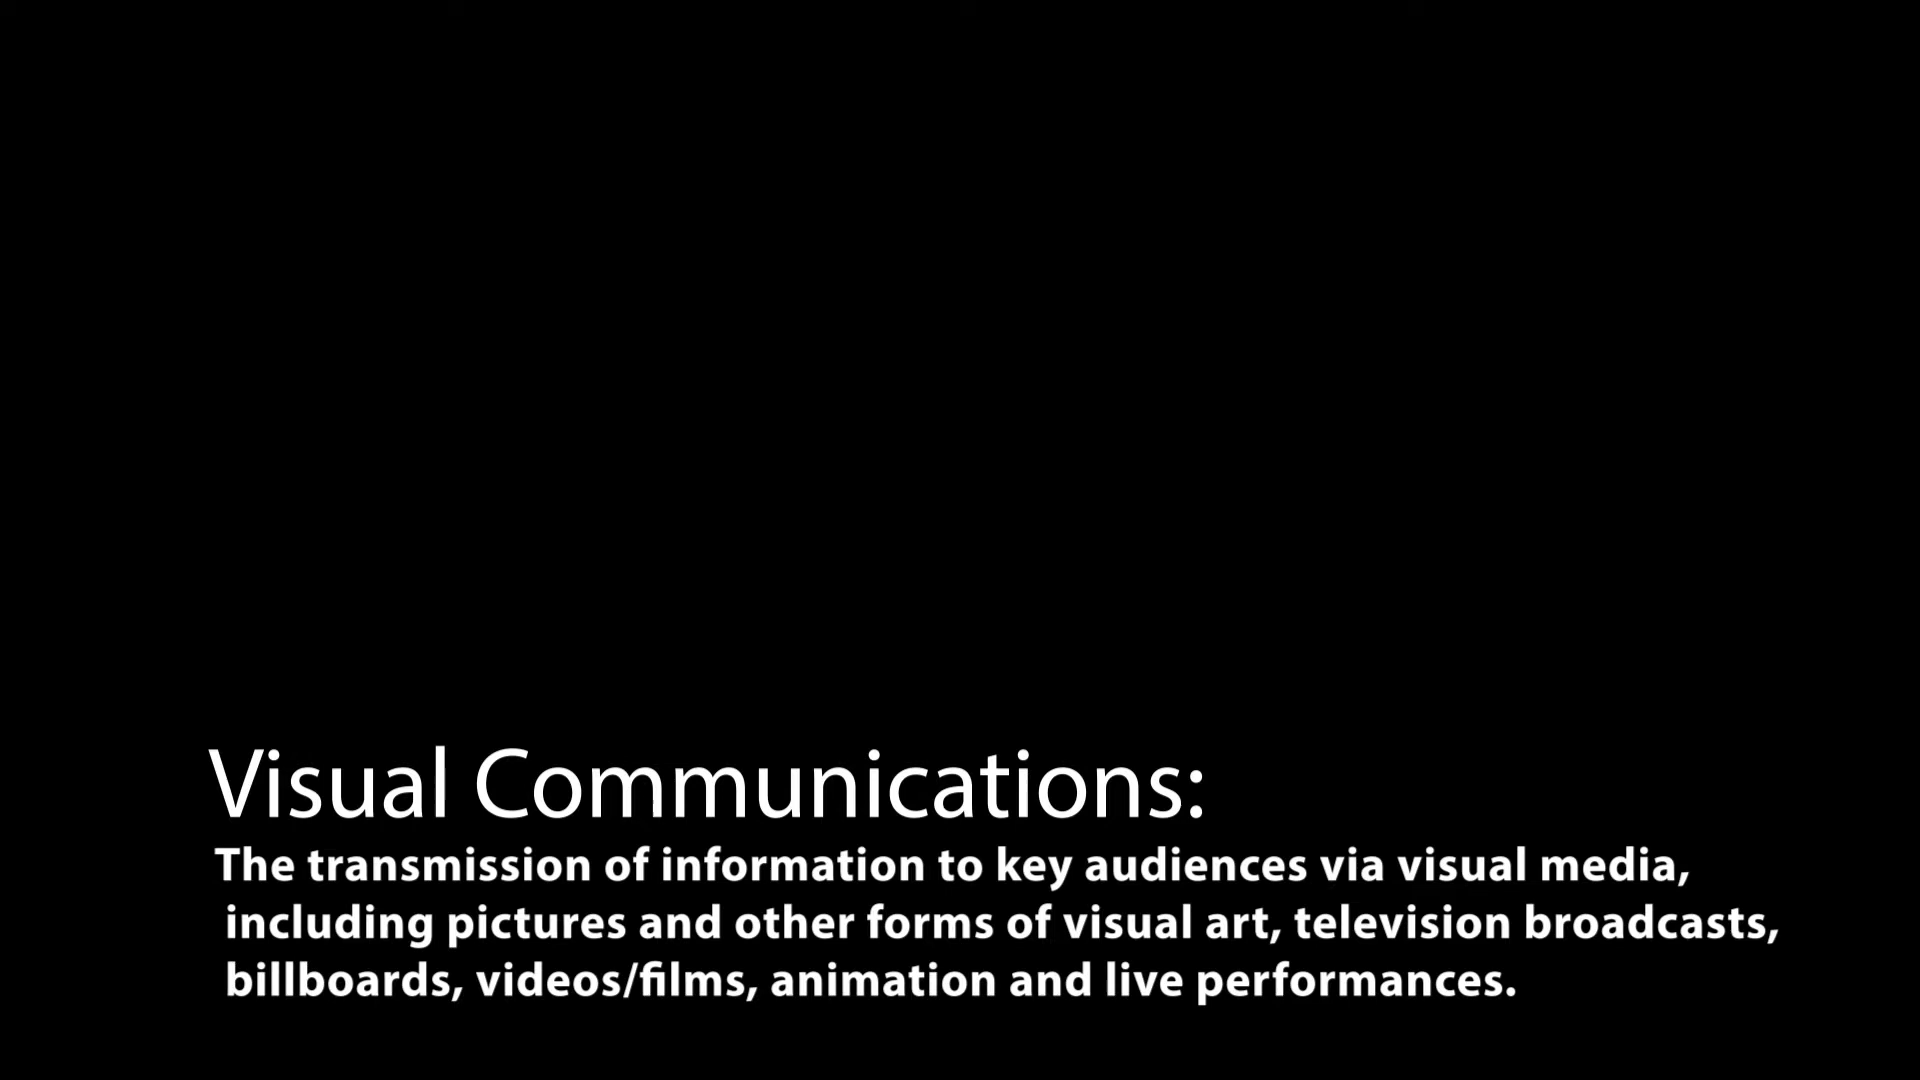 Visual Communications:
The transmission of information to key audiences via visual media,
including pictures and other forms of visual art, television broadcasts,
billboards, videos/films, animation and live performances.